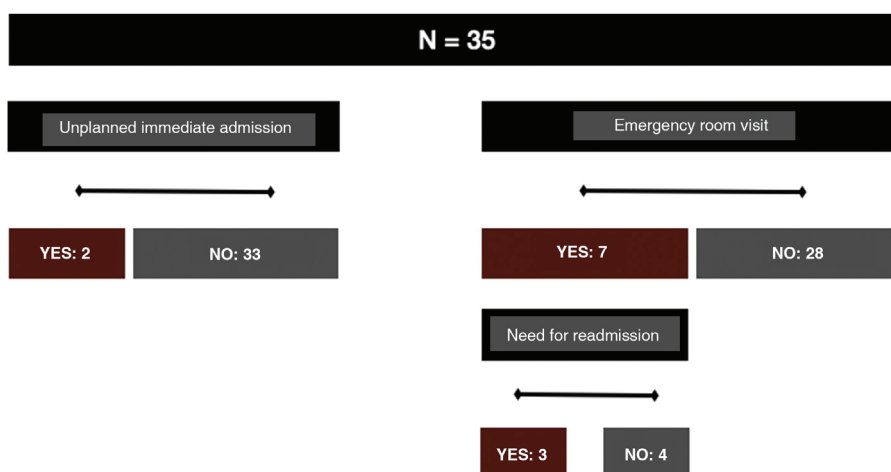 N = 35
Unplanned immediate admission
Emergency room visit
YES: 2
NO: 33
YES: 7
NO: 28
Need for readmission
YES: 3
NO: 4